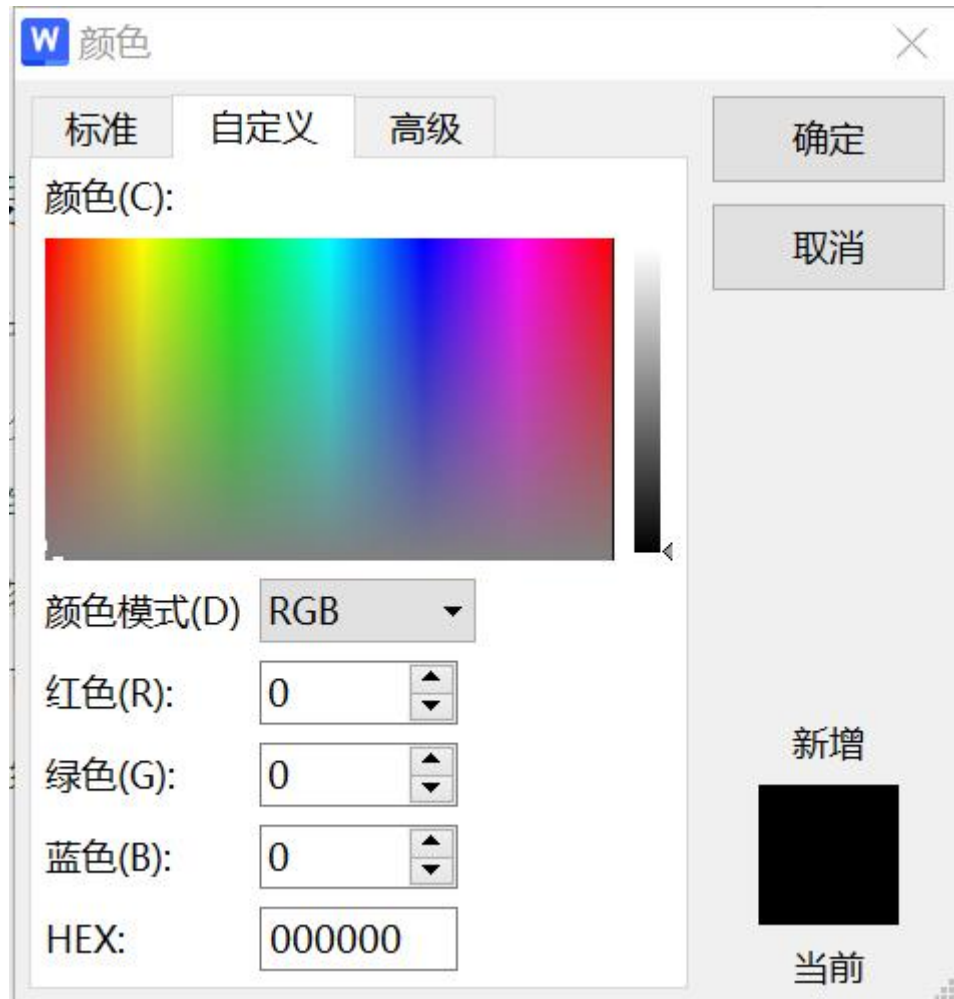 W 颜色
标准 自定义 高级
确定
颜色(C):
取消
颜色模式(D) RGB
红色(R): 0
绿色(G): 0
蓝色(B): 0
HEX: 000000
新增
当前